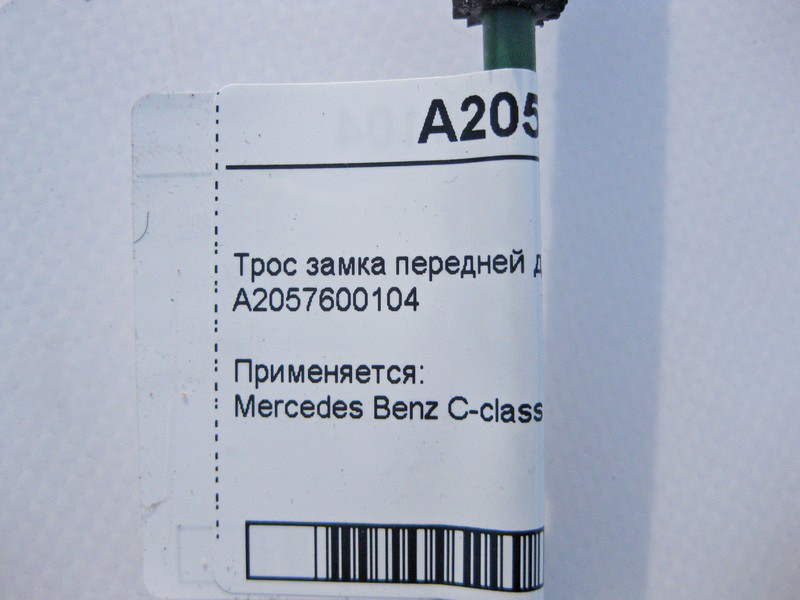 A205
Трос замка передней
A2057600104
Применяется:
Mercedes Benz C-class